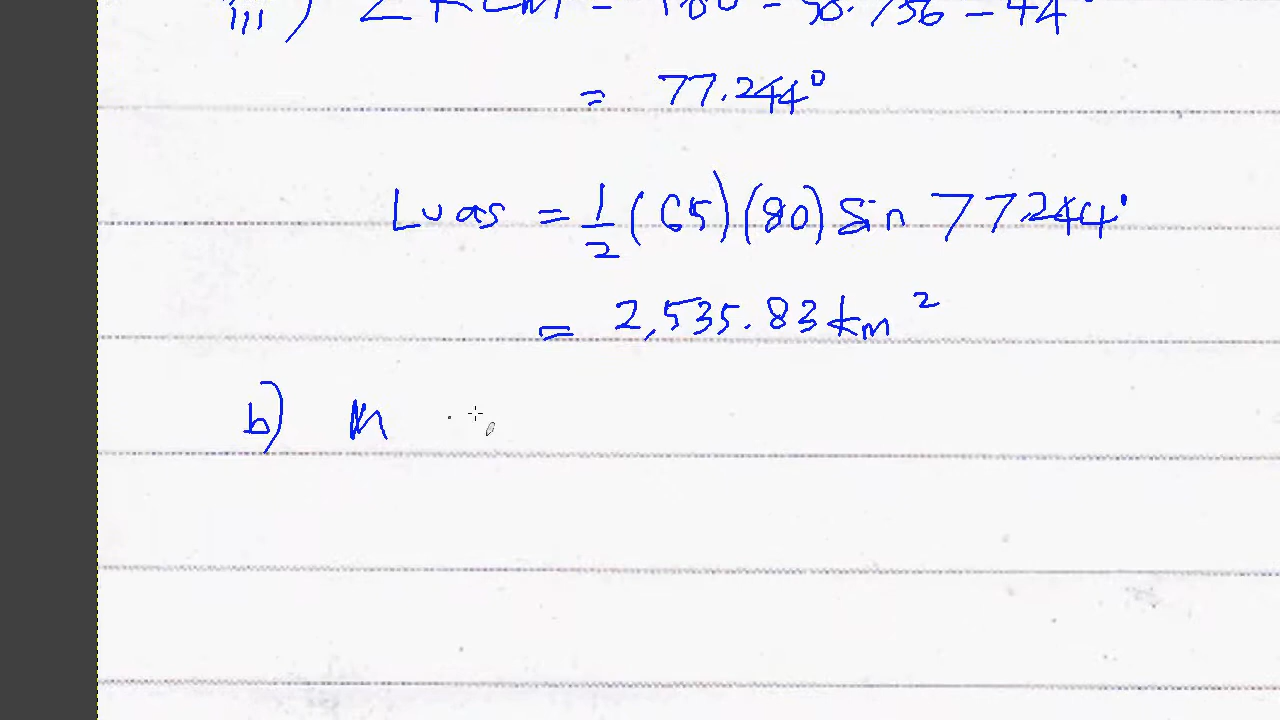 iii) ∠ KLM = 180 - 58.756 - 44°
= 77.244°
Luas = 1/2 (65)(80) sin 77.244°
= 2,535.83 km²
b) M